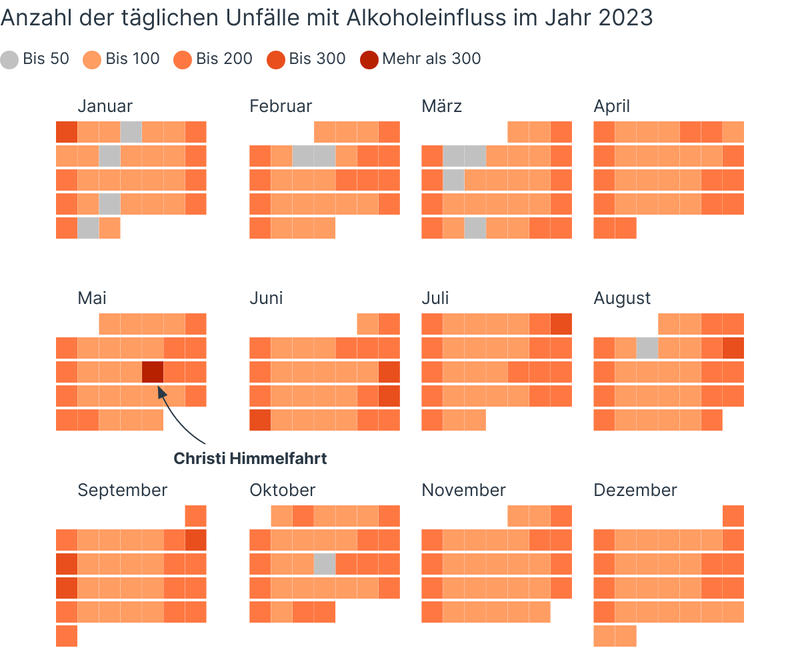 Anzahl der täglichen Unfälle mit Alkoholeinfluss im Jahr 2023
Bis 50 Bis 100 Bis 200 Bis 300 Mehr als 300
Januar Februar März April
Mai Juni Juli August
Christi Himmelfahrt
September Oktober November Dezember